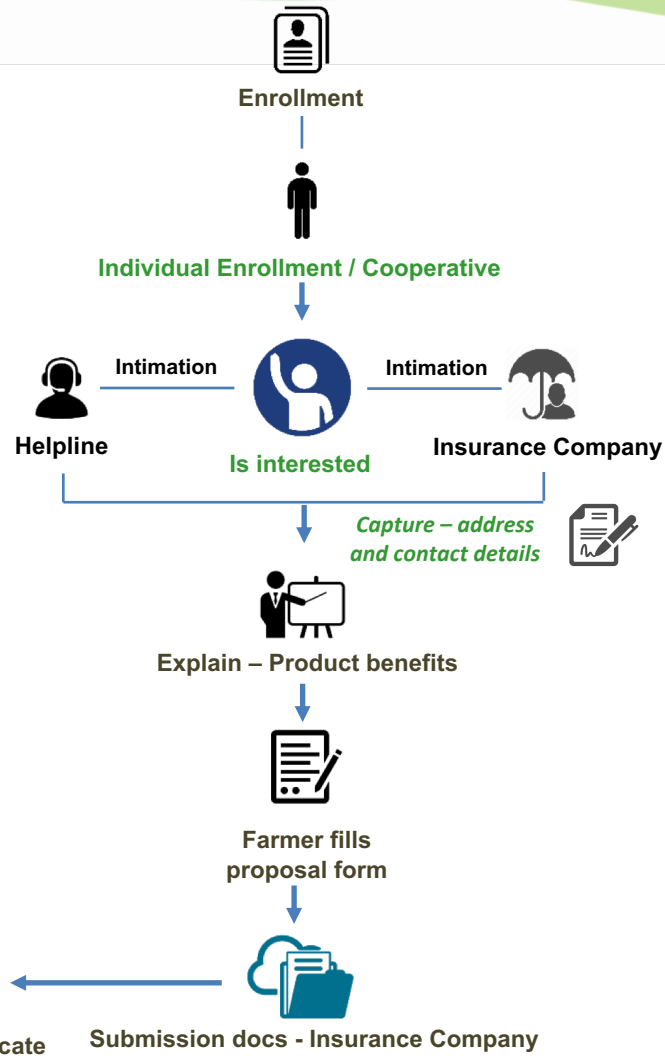 Enrollment
Individual Enrollment / Cooperative
Intimation
Intimation
Helpline
Is interested
Insurance Company
Capture – address
and contact details
Explain – Product benefits
Farmer fills
proposal form
Submission docs - Insurance Company